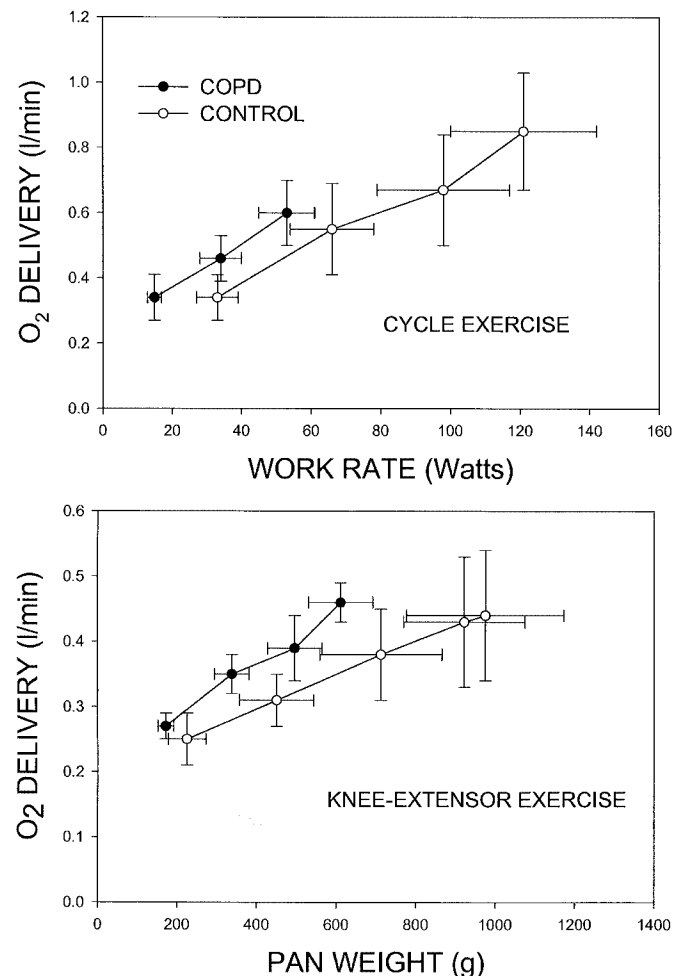 1.2
1.0
0.8
0.6
0.4
0.2
0.0
O₂ DELIVERY (l/min)
COPD
CONTROL
CYCLE EXERCISE
0 20 40 60 80 100 120 140 160
WORK RATE (Watts)
0.6
0.5
0.4
0.3
0.2
0.1
0.0
O2 DELIVERY (l/min)
KNEE-EXTENSOR EXERCISE
0 200 400 600 800 1000 1200 1400
PAN WEIGHT (g)